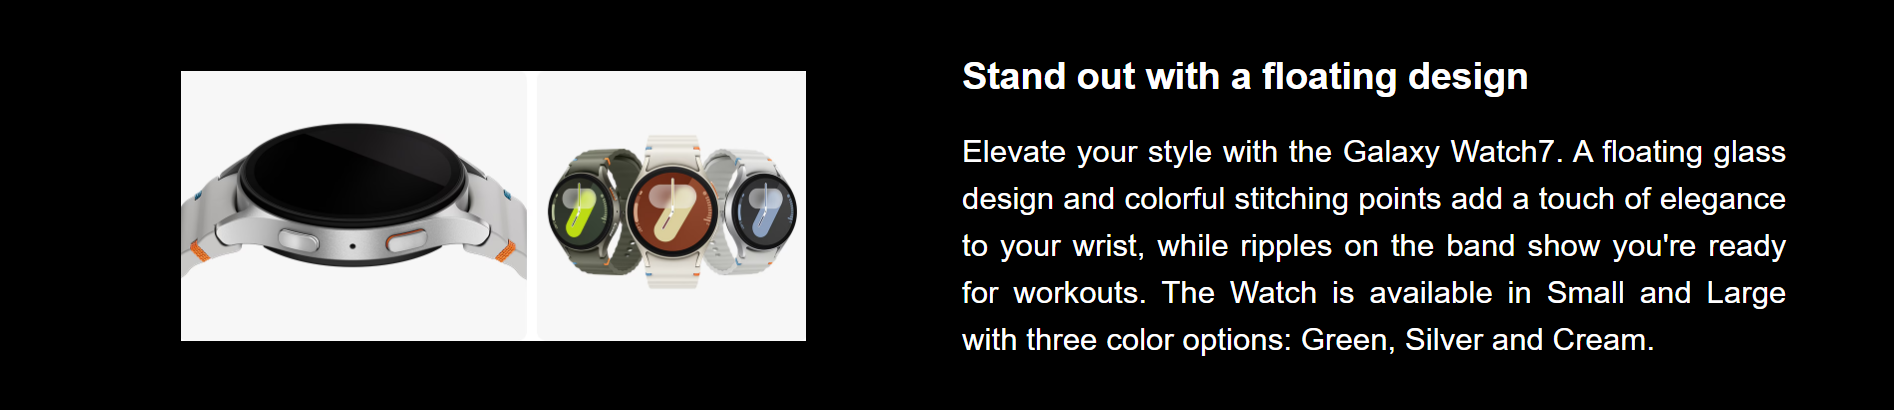 Stand out with a floating design
Elevate your style with the Galaxy Watch7. A floating glass
design and colorful stitching points add a touch of elegance
to your wrist, while ripples on the band show you're ready
for workouts. The Watch is available in Small and Large
with three color options: Green, Silver and Cream.